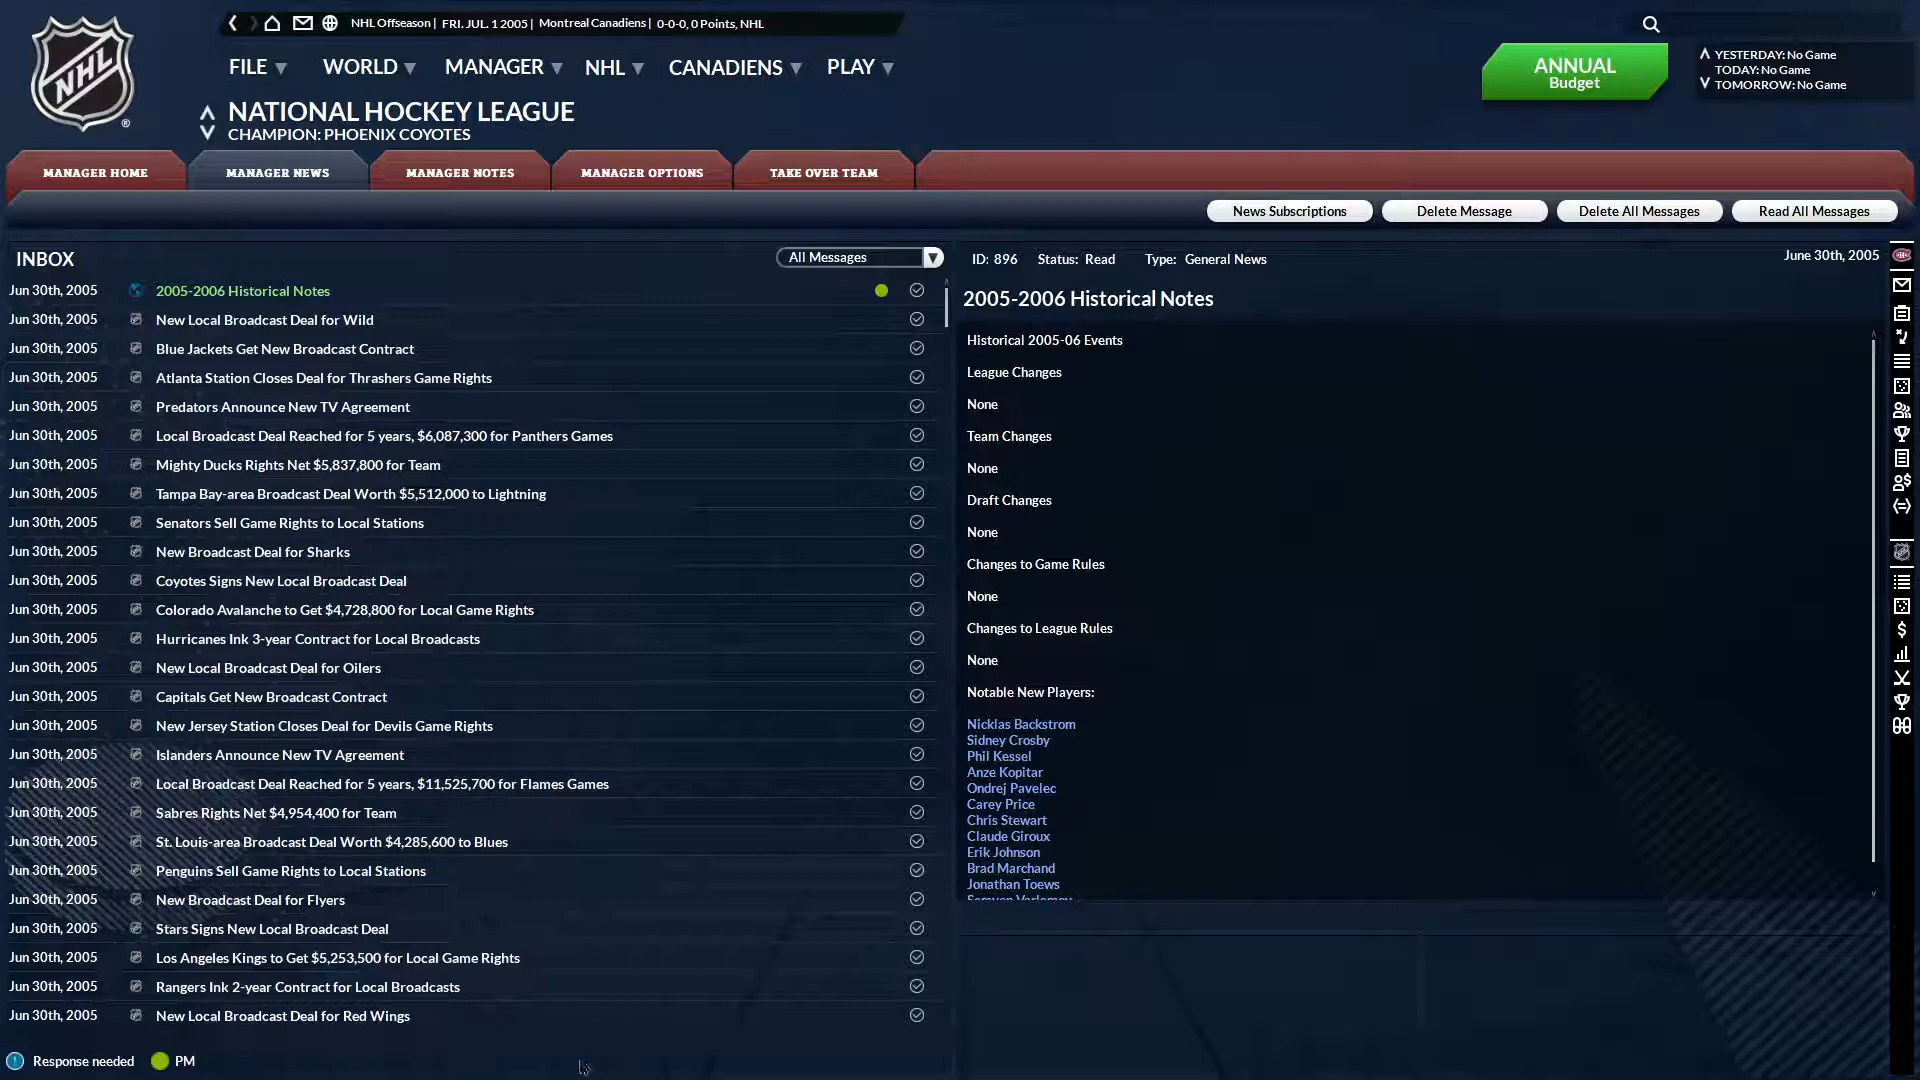 NHL Offseason | FRI. JUL. 1 2005 | Montreal Canadiens | 0-0-0, 0 Points, NHL
FILE WORLD MANAGER NHL CANADIENS PLAY
ANNUAL
Budget
YESTERDAY: No Game
TODAY: No Game
TOMORROW: No Game
NHL
NATIONAL HOCKEY LEAGUE
CHAMPION: PHOENIX COYOTES
MANAGER HOME MANAGER NEWS MANAGER NOTES MANAGER OPTIONS TAKE OVER TEAM
News Subscriptions Delete Message Delete All Messages Read All Messages
INBOX All Messages
Jun 30th, 2005 2005-2006 Historical Notes
Jun 30th, 2005 New Local Broadcast Deal for Wild
Jun 30th, 2005 Blue Jackets Get New Broadcast Contract
Jun 30th, 2005 Atlanta Station Closes Deal for Thrashers Game Rights
Jun 30th, 2005 Predators Announce New TV Agreement
Jun 30th, 2005 Local Broadcast Deal Reached for 5 years, $6,087,300 for Panthers Games
Jun 30th, 2005 Mighty Ducks Rights Net $5,837,800 for Team
Jun 30th, 2005 Tampa Bay-area Broadcast Deal Worth $5,512,000 to Lightning
Jun 30th, 2005 Senators Sell Game Rights to Local Stations
Jun 30th, 2005 New Broadcast Deal for Sharks
Jun 30th, 2005 Coyotes Signs New Local Broadcast Deal
Jun 30th, 2005 Colorado Avalanche to Get $4,728,800 for Local Game Rights
Jun 30th, 2005 Hurricanes Ink 3-year Contract for Local Broadcasts
Jun 30th, 2005 New Local Broadcast Deal for Oilers
Jun 30th, 2005 Capitals Get New Broadcast Contract
Jun 30th, 2005 New Jersey Station Closes Deal for Devils Game Rights
Jun 30th, 2005 Islanders Announce New TV Agreement
Jun 30th, 2005 Local Broadcast Deal Reached for 5 years, $11,525,700 for Flames Games
Jun 30th, 2005 Sabres Rights Net $4,954,400 for Team
Jun 30th, 2005 St. Louis-area Broadcast Deal Worth $4,285,600 to Blues
Jun 30th, 2005 Penguins Sell Game Rights to Local Stations
Jun 30th, 2005 New Broadcast Deal for Flyers
Jun 30th, 2005 Stars Signs New Local Broadcast Deal
Jun 30th, 2005 Los Angeles Kings to Get $5,253,500 for Local Game Rights
Jun 30th, 2005 Rangers Ink 2-year Contract for Local Broadcasts
Jun 30th, 2005 New Local Broadcast Deal for Red Wings
Response needed PM
ID: 896 Status: Read Type: General News June 30th, 2005
2005-2006 Historical Notes
Historical 2005-06 Events
League Changes
None
Team Changes
None
Draft Changes
None
Changes to Game Rules
None
Changes to League Rules
None
Notable New Players:
Nicklas Backstrom
Sidney Crosby
Phil Kessel
Anze Kopitar
Ondrej Pavelec
Carey Price
Chris Stewart
Claude Giroux
Erik Johnson
Brad Marchand
Jonathan Toews